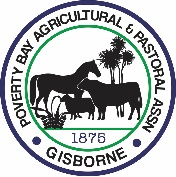 POVERTY BAY AGRICULTURAL & PASTORAL ASSN
1875
GISBORNE